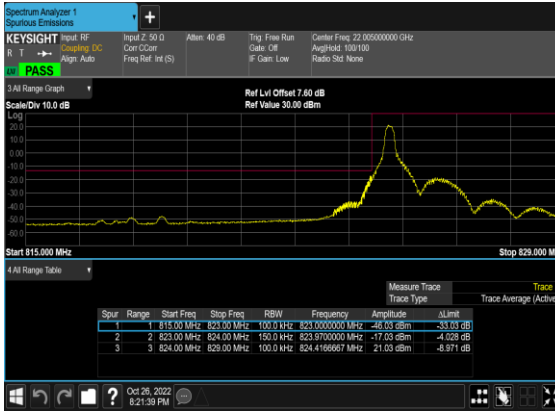 Spectrum Analyzer 1
Spurious Emissions
+
KEYSIGHT Input: RF Input Z: 50 Ω Atten: 40 dB Trig: Free Run Center Freq: 22.005000000 GHz
R T Coupling: DC Corr CCorr Gate: Off Avg|Hold: 100/100
Align: Auto Freq Ref: Int (S) IF Gain: Low Radio Std: None
PASS
3 All Range Graph
Ref Lvl Offset 7.60 dB
Scale/Div 10.0 dB Ref Value 30.00 dBm
Log
20.0
10.0
0.00
-10.0
-20.0
-30.0
-40.0
-50.0
-60.0
Start 815.000 MHz Stop 829.000 M
4 All Range Table
Measure Trace Trace
Trace Type Trace Average (Active
Spur Range Start Freq Stop Freq RBW Frequency Amplitude ΔLimit
1 1 815.00 MHz 823.00 MHz 100.0 kHz 823.0000000 MHz -46.03 dBm -33.03 dB
2 2 823.00 MHz 824.00 MHz 150.0 kHz 823.9700000 MHz -17.03 dBm -4.028 dB
3 3 824.00 MHz 829.00 MHz 100.0 kHz 824.4166667 MHz 21.03 dBm -8.971 dB
? Oct 26, 2022
8:21:39 PM